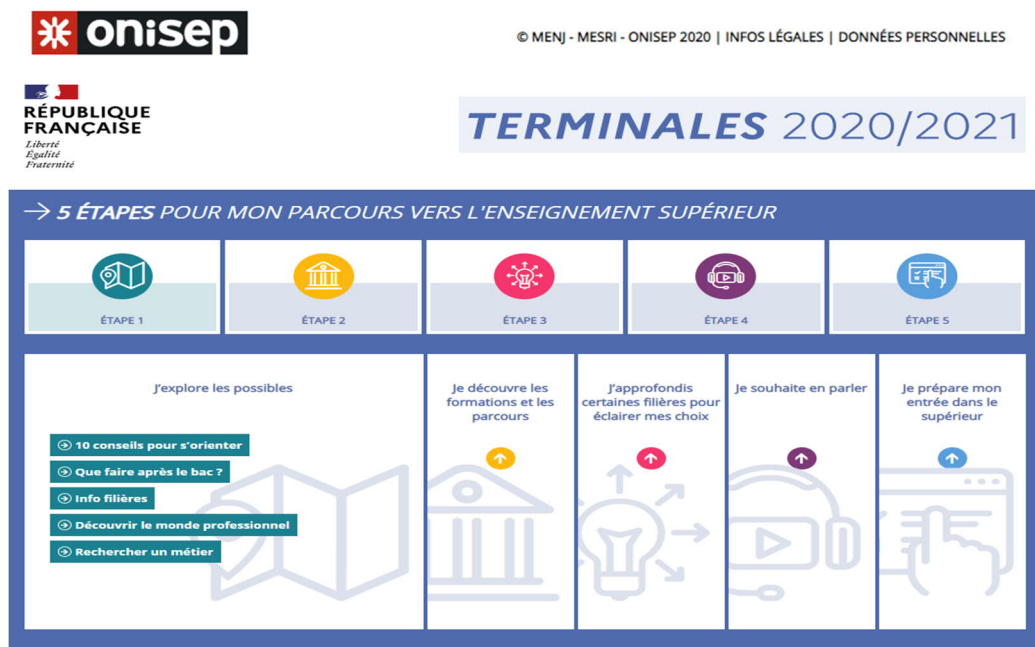 onisep
© MENJ - MESRI - ONISEP 2020 | INFOS LÉGALES | DONNÉES PERSONNELLES
RÉPUBLIQUE
FRANÇAISE
Liberté
Égalité
Fraternité
TERMINALES 2020/2021
5 ÉTAPES POUR MON PARCOURS VERS L'ENSEIGNEMENT SUPÉRIEUR
ÉTAPE 1
ÉTAPE 2
ÉTAPE 3
ÉTAPE 4
ÉTAPE 5
J'explore les possibles
10 conseils pour s'orienter
Que faire après le bac ?
Info filières
Découvrir le monde professionnel
Rechercher un métier
Je découvre les
formations et les
parcours
J'approfondis
certaines filières pour
éclairer mes choix
Je souhaite en parler
Je prépare mon
entrée dans le
supérieur